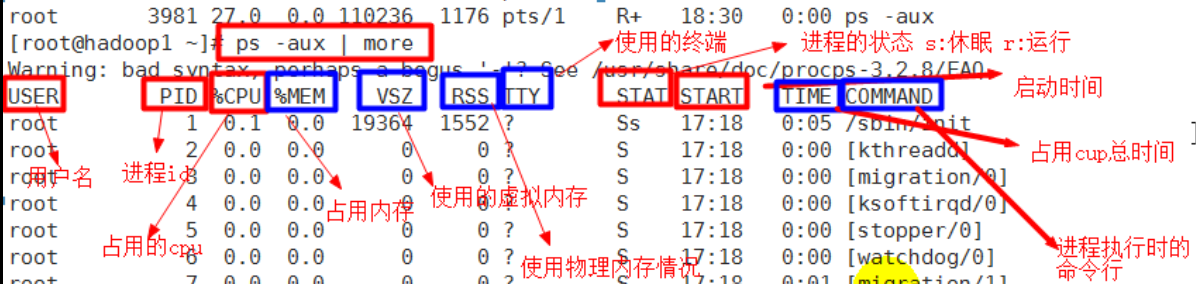 root 3981 27.0 0.0 110236 1176 pts/1 R+ 18:30 0:00 ps -aux
[root@hadoop1 ~]# ps -aux | more
使用的终端
进程的状态 s:休眠 r:运行
Warning: bad syntax, perhaps a bogus '-'? See /usr/share/doc/procps-3.2.8/FAQ
启动时间
USER PID %CPU %MEM VSZ RSS TTY STAT START TIME COMMAND
root 1 0.1 0.0 19364 1552 ? Ss 17:18 0:05 /sbin/init
root 2 0.0 0.0 0 0 ? S 17:18 0:00 [kthreadd]
占用cup总时间
用户名
进程id
root 3 0.0 0.0 0 0 ? S 17:18 0:00 [migration/0]
使用的虚拟内存
占用内存
root 4 0.0 0.0 0 0 ? S 17:18 0:00 [ksoftirqd/0]
root 5 0.0 0.0 0 0 ? S 17:18 0:00 [stopper/0]
占用的cpu
进程执行时的
命令行
root 6 0.0 0.0 0 0 ? S 17:18 0:00 [watchdog/0]
使用物理内存情况
root 7 0.0 0.0 0 0 ? S 17:18 0:01 [migration/1]